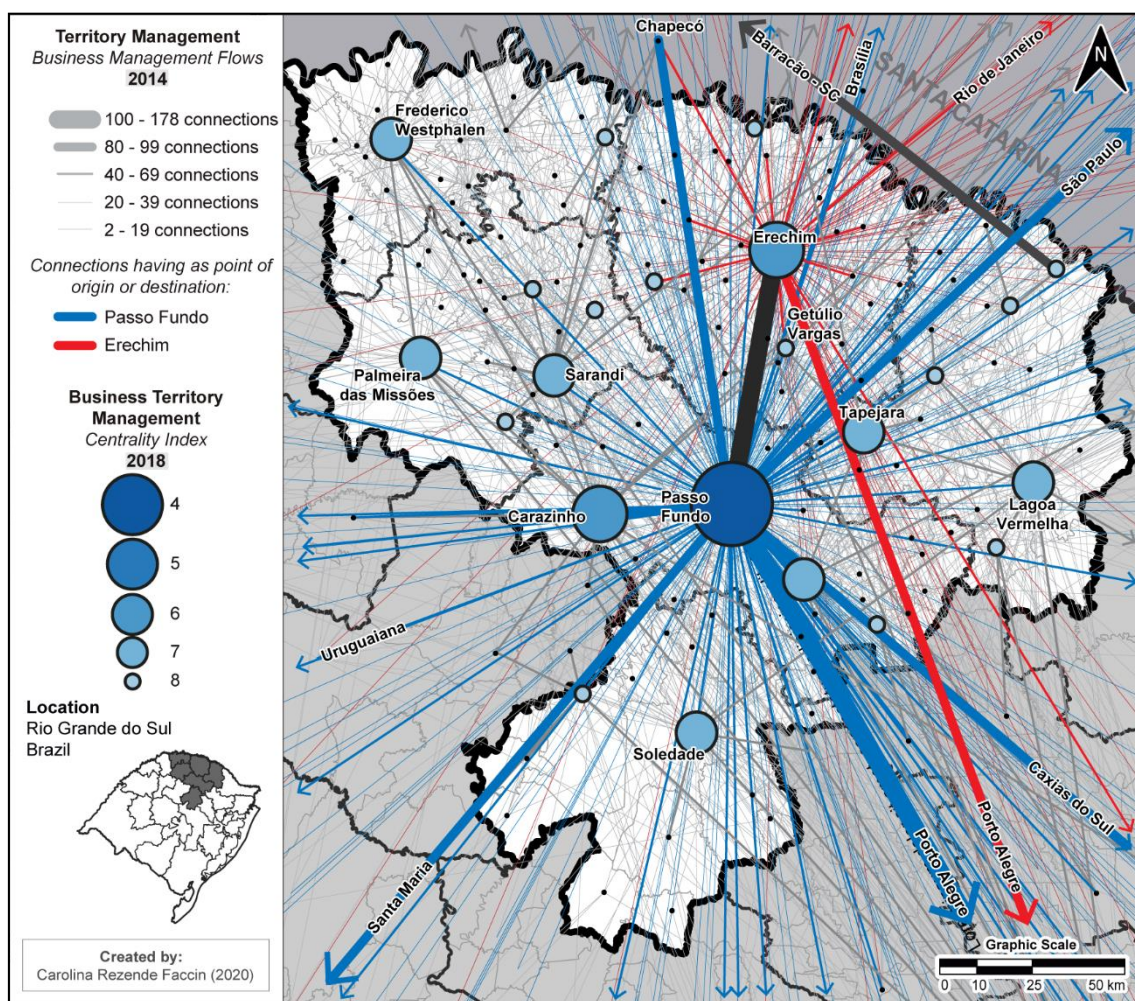 Territory Management
Business Management Flows
2014
100 - 178 connections
80 - 99 connections
40 - 69 connections
20 - 39 connections
2 - 19 connections
Connections having as point of
origin or destination:
Passo Fundo
Erechim
Business Territory
Management
Centrality Index
2018
4
5
6
7
8
Location
Rio Grande do Sul
Brazil
Created by:
Carolina Rezende Faccin (2020)
Chapecó
Barracão - SC
Brasília
Rio de Janeiro
N
SANTA CATARINA
São Paulo
Frederico
Westphalen
Erechim
Getúlio
Vargas
Palmeira
das Missões
Sarandi
Tapejara
Passo
Fundo
Carazinho
Lagoa
Vermelha
Uruguaiana
Soledade
Santa Maria
Porto Alegre
Porto Alegre
Caxias do Sul
Graphic Scale
0 10 25 50 km